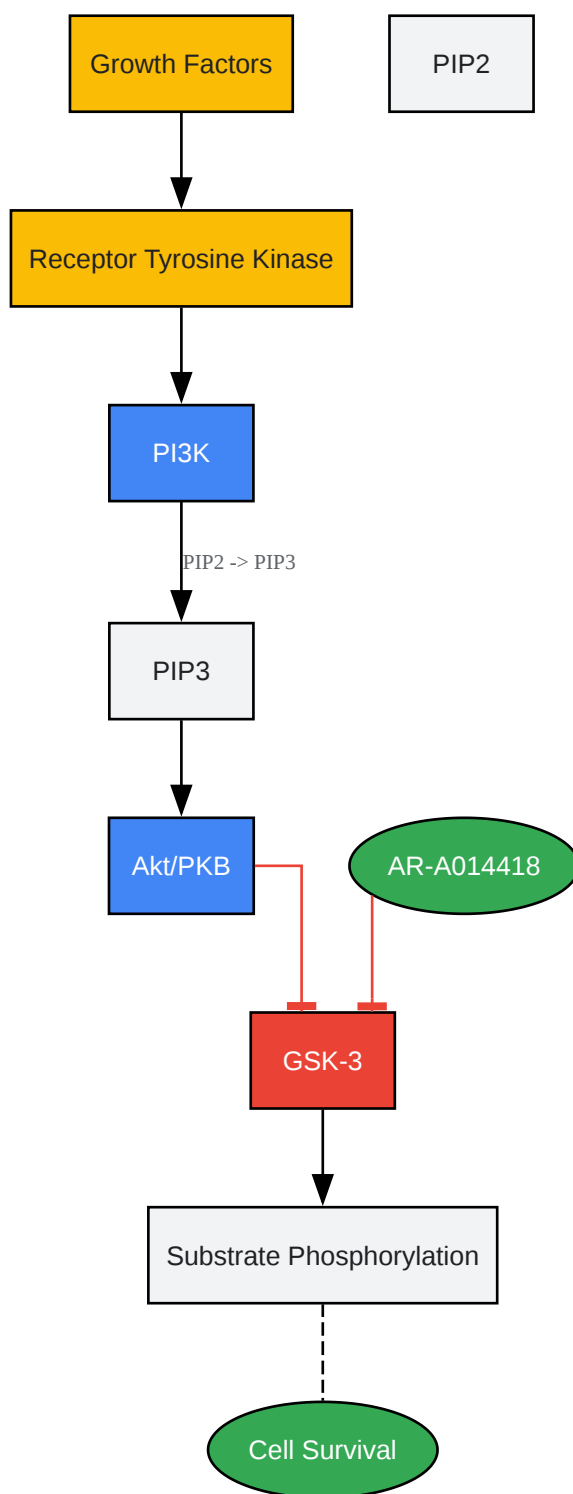 Growth Factors
PIP2
Receptor Tyrosine Kinase
PI3K
PIP2 -> PIP3
PIP3
Akt/PKB
AR-A014418
GSK-3
Substrate Phosphorylation
Cell Survival